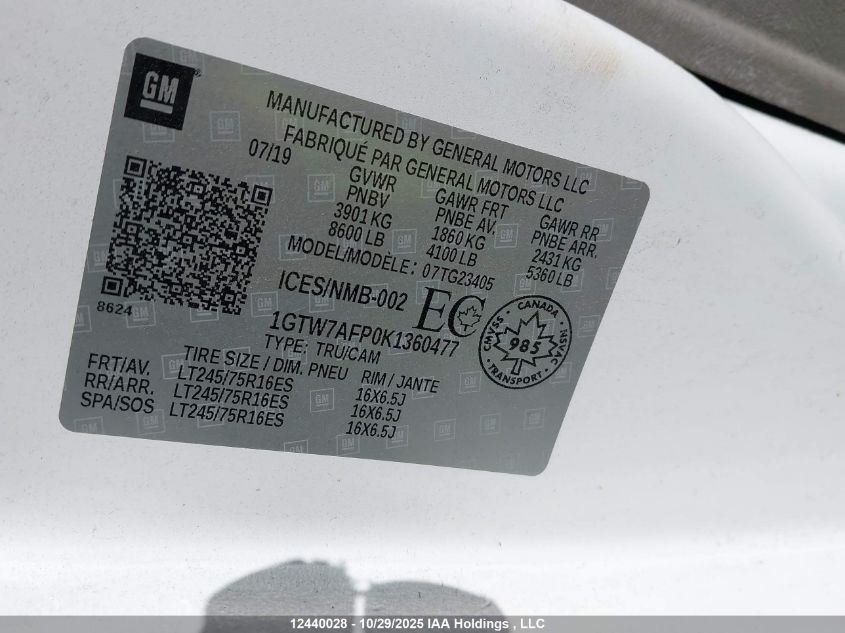 GM
MANUFACTURED BY GENERAL MOTORS LLC
FABRIQUÉ PAR GENERAL MOTORS LLC
07/19
GVWR GAWR FRT GAWR RR
PNBV PNBE AV. PNBE ARR.
3901 KG 1860 KG 2431 KG
8600 LB 4100 LB 5360 LB
MODEL/MODÈLE: 07TG23405
8624
ICES/NMB-002
EC
1GTW7AFP0K1360477
TYPE: TRU/CAM
CANADA
CMVSS 985 NSVAC
TRANSPORT
TIRE SIZE / DIM. PNEU RIM / JANTE
FRT/AV. LT245/75R16ES 16X6.5J
RR/ARR. LT245/75R16ES 16X6.5J
SPA/SOS LT245/75R16ES 16X6.5J
12440028 - 10/29/2025 IAA Holdings , LLC